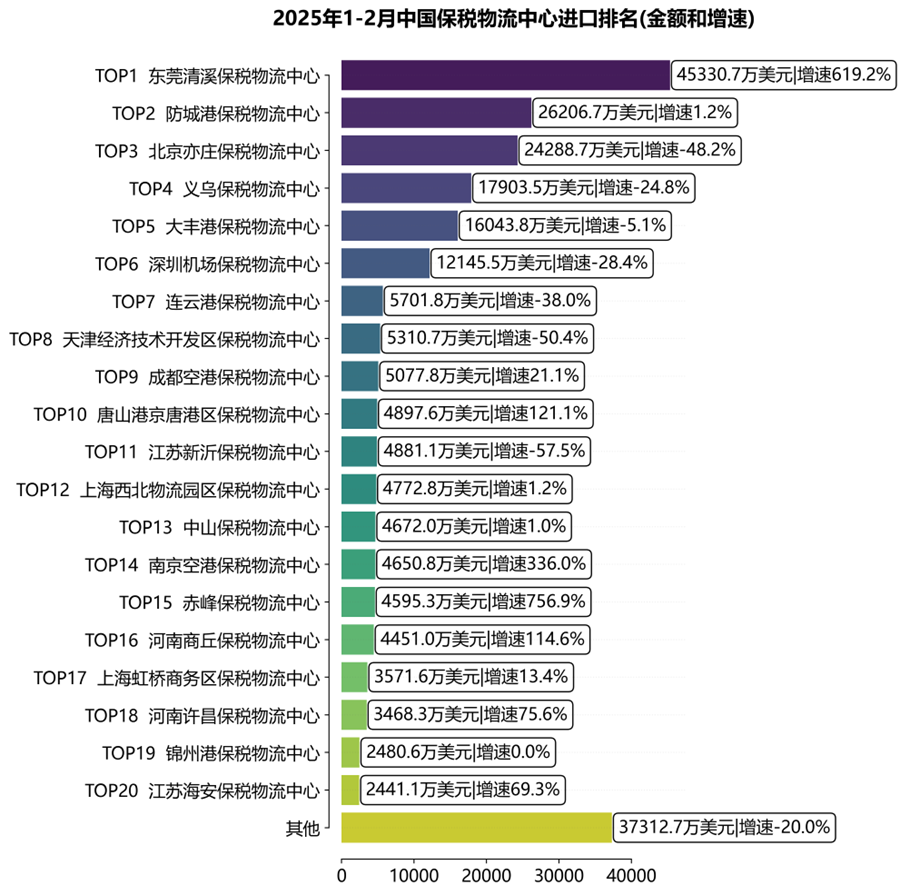 2025年1-2月中国保税物流中心进口排名(金额和增速)
TOP1 东莞清溪保税物流中心 45330.7万美元|增速619.2%
TOP2 防城港保税物流中心 26206.7万美元|增速1.2%
TOP3 北京亦庄保税物流中心 24288.7万美元|增速-48.2%
TOP4 义乌保税物流中心 17903.5万美元|增速-24.8%
TOP5 大丰港保税物流中心 16043.8万美元|增速-5.1%
TOP6 深圳机场保税物流中心 12145.5万美元|增速-28.4%
TOP7 连云港保税物流中心 5701.8万美元|增速-38.0%
TOP8 天津经济技术开发区保税物流中心 5310.7万美元|增速-50.4%
TOP9 成都空港保税物流中心 5077.8万美元|增速21.1%
TOP10 唐山港京唐港区保税物流中心 4897.6万美元|增速121.1%
TOP11 江苏新沂保税物流中心 4881.1万美元|增速-57.5%
TOP12 上海西北物流园区保税物流中心 4772.8万美元|增速1.2%
TOP13 中山保税物流中心 4672.0万美元|增速1.0%
TOP14 南京空港保税物流中心 4650.8万美元|增速336.0%
TOP15 赤峰保税物流中心 4595.3万美元|增速756.9%
TOP16 河南商丘保税物流中心 4451.0万美元|增速114.6%
TOP17 上海虹桥商务区保税物流中心 3571.6万美元|增速13.4%
TOP18 河南许昌保税物流中心 3468.3万美元|增速75.6%
TOP19 锦州港保税物流中心 2480.6万美元|增速0.0%
TOP20 江苏海安保税物流中心 2441.1万美元|增速69.3%
其他 37312.7万美元|增速-20.0%
0 10000 20000 30000 40000